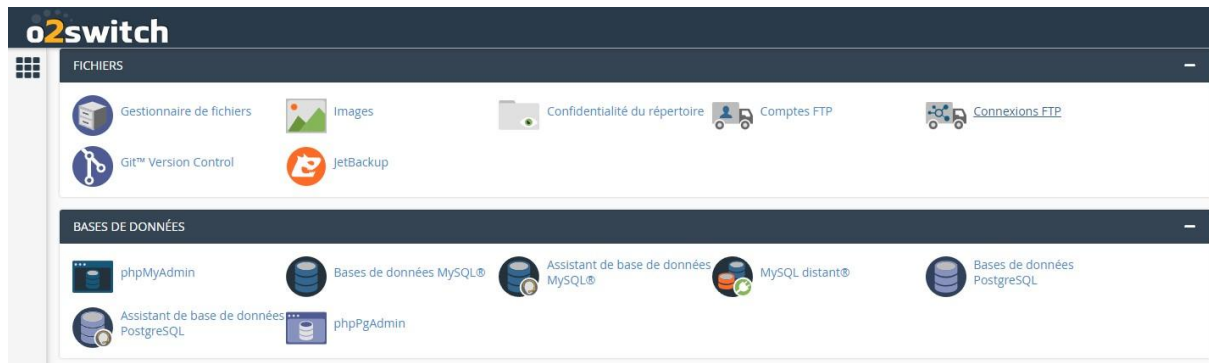 o2switch
FICHIERS
Gestionnaire de fichiers
Images
Confidentialité du répertoire
Comptes FTP
Connexions FTP
Git™ Version Control
JetBackup
BASES DE DONNÉES
phpMyAdmin
Bases de données MySQL®
Assistant de base de données
MySQL®
MySQL distant®
Bases de données
PostgreSQL
Assistant de base de données
PostgreSQL
phpPgAdmin